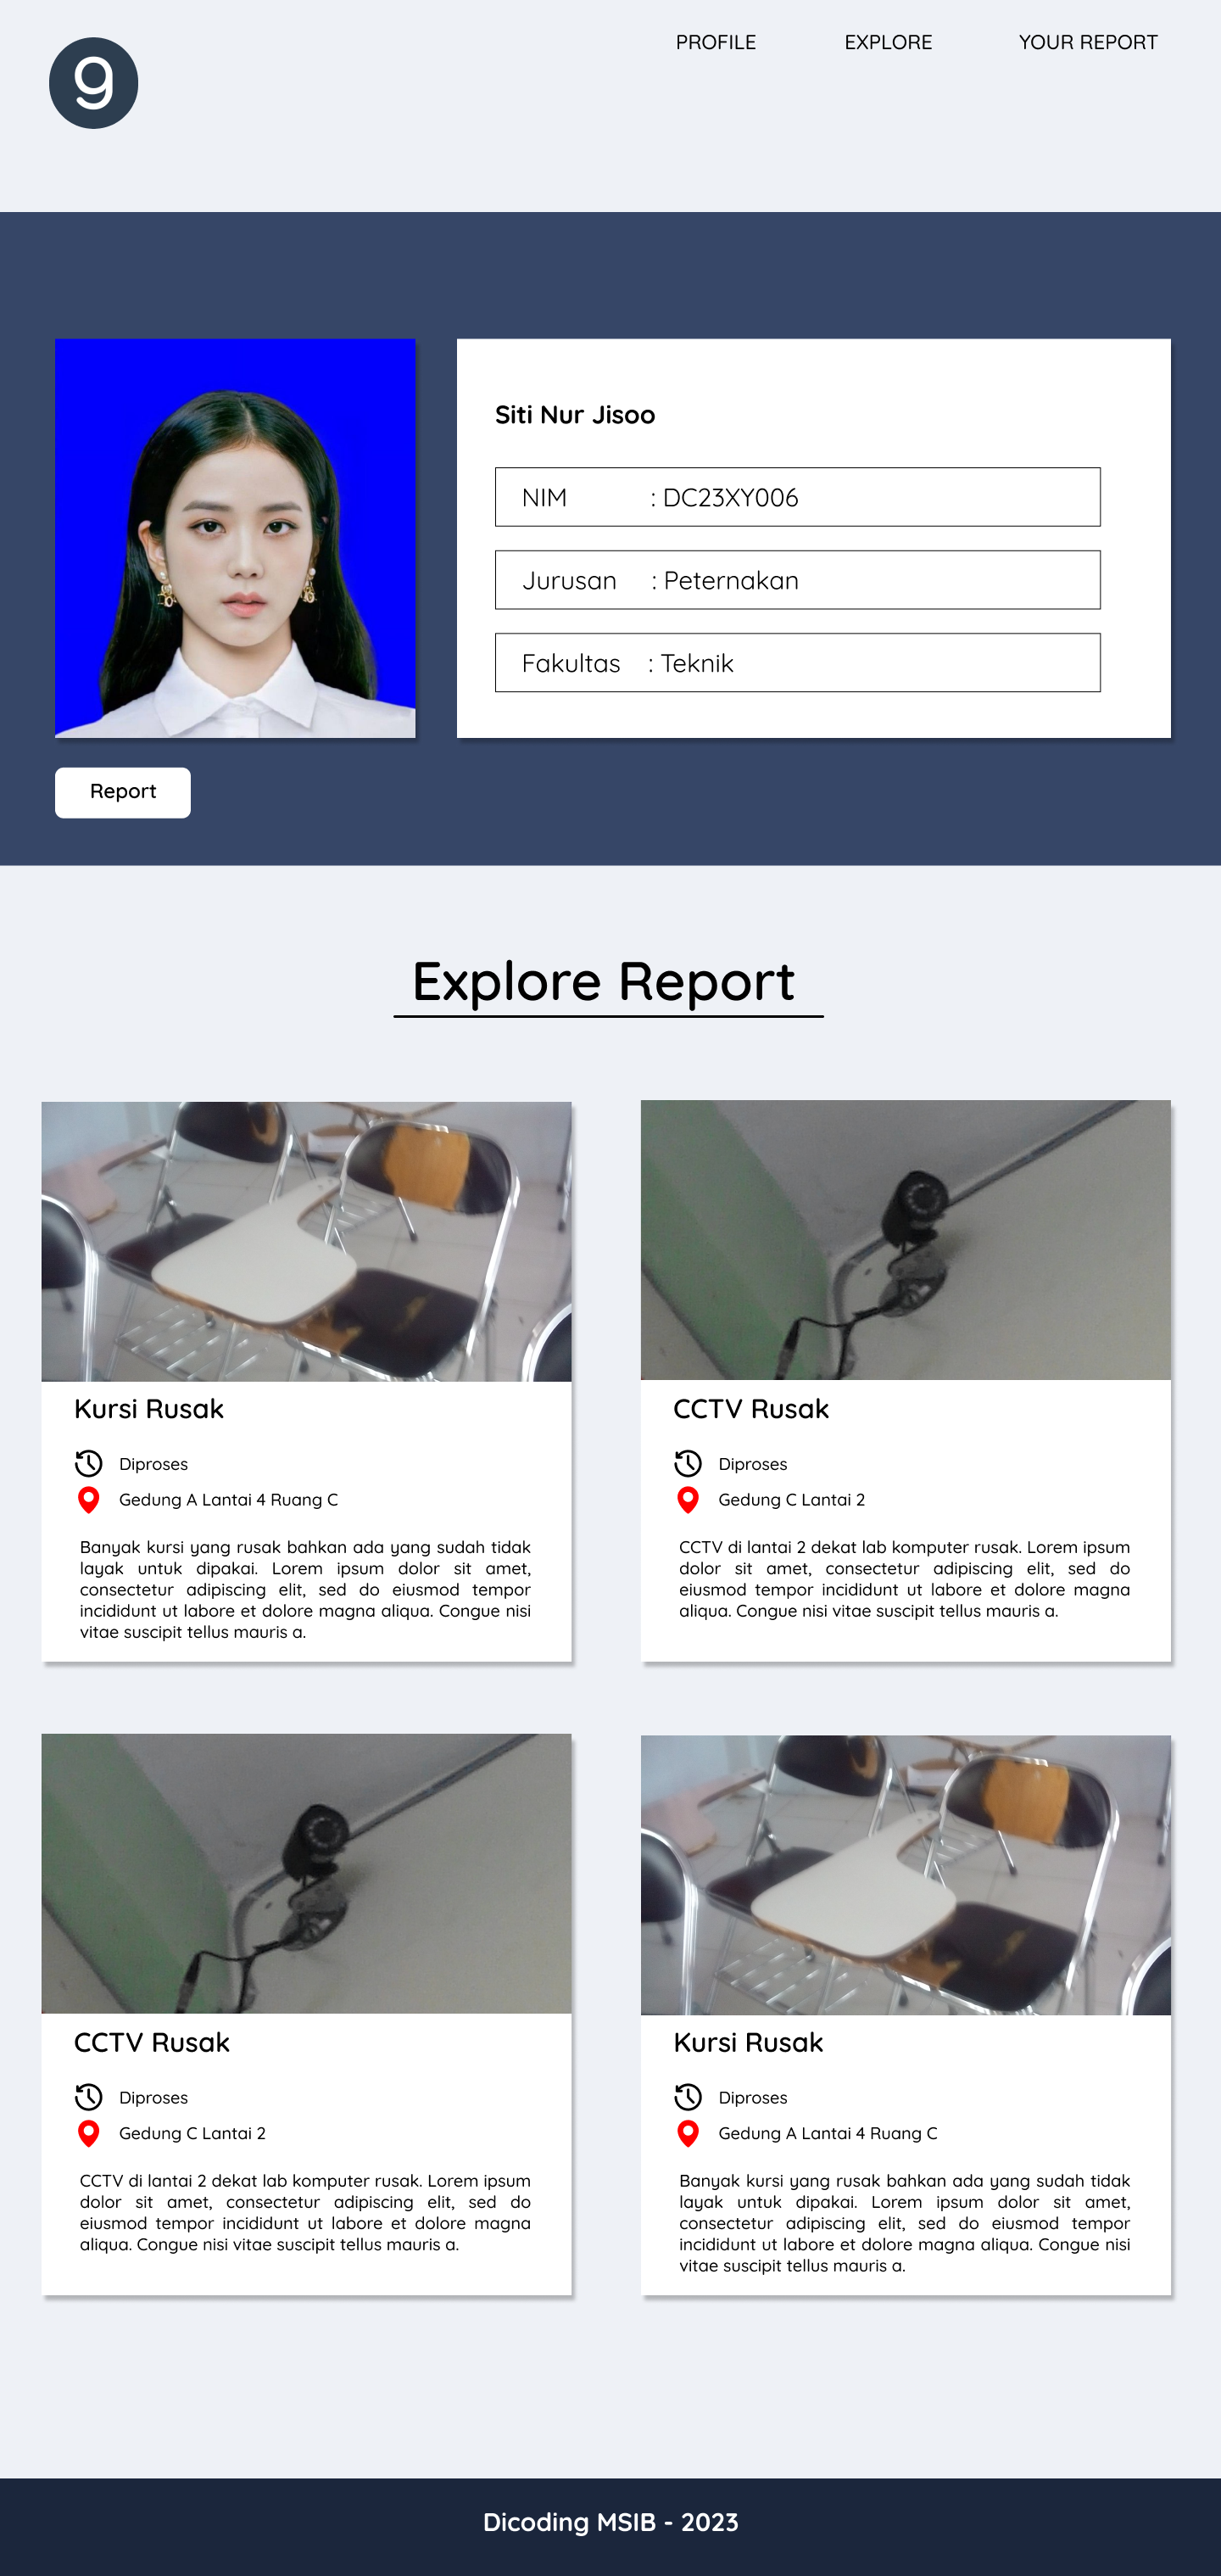 9
PROFILE EXPLORE YOUR REPORT
Siti Nur Jisoo
NIM : DC23XY006
Jurusan : Peternakan
Fakultas : Teknik
Report
Explore Report
Kursi Rusak
Diproses
Gedung A Lantai 4 Ruang C
Banyak kursi yang rusak bahkan ada yang sudah tidak
layak untuk dipakai. Lorem ipsum dolor sit amet,
consectetur adipiscing elit, sed do eiusmod tempor
incididunt ut labore et dolore magna aliqua. Congue nisi
vitae suscipit tellus mauris a.
CCTV Rusak
Diproses
Gedung C Lantai 2
CCTV di lantai 2 dekat lab komputer rusak. Lorem ipsum
dolor sit amet, consectetur adipiscing elit, sed do
eiusmod tempor incididunt ut labore et dolore magna
aliqua. Congue nisi vitae suscipit tellus mauris a.
CCTV Rusak
Diproses
Gedung C Lantai 2
CCTV di lantai 2 dekat lab komputer rusak. Lorem ipsum
dolor sit amet, consectetur adipiscing elit, sed do
eiusmod tempor incididunt ut labore et dolore magna
aliqua. Congue nisi vitae suscipit tellus mauris a.
Kursi Rusak
Diproses
Gedung A Lantai 4 Ruang C
Banyak kursi yang rusak bahkan ada yang sudah tidak
layak untuk dipakai. Lorem ipsum dolor sit amet,
consectetur adipiscing elit, sed do eiusmod tempor
incididunt ut labore et dolore magna aliqua. Congue nisi
vitae suscipit tellus mauris a.
Dicoding MSIB - 2023